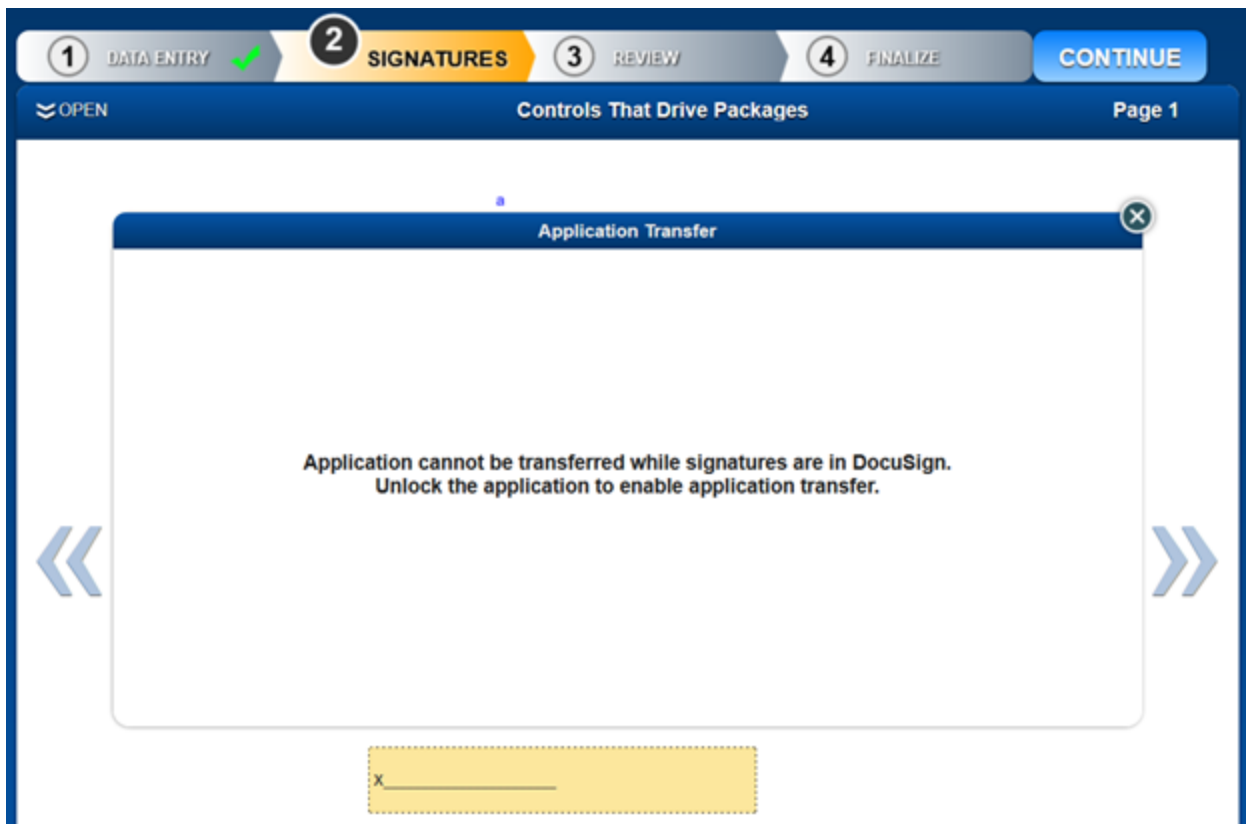 1 DATA ENTRY 2 SIGNATURES 3 REVIEW 4 FINALIZE CONTINUE
OPEN Controls That Drive Packages Page 1
a
Application Transfer
Application cannot be transferred while signatures are in DocuSign.
Unlock the application to enable application transfer.
x